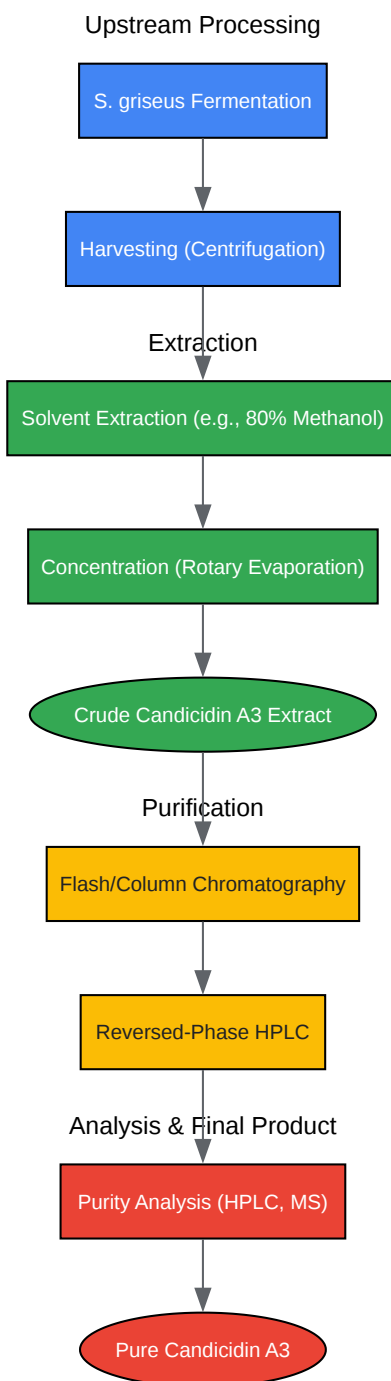 Upstream Processing
S. griseus Fermentation
Harvesting (Centrifugation)
Extraction
Solvent Extraction (e.g., 80% Methanol)
Concentration (Rotary Evaporation)
Crude Candicidin A3 Extract
Purification
Flash/Column Chromatography
Reversed-Phase HPLC
Analysis & Final Product
Purity Analysis (HPLC, MS)
Pure Candicidin A3